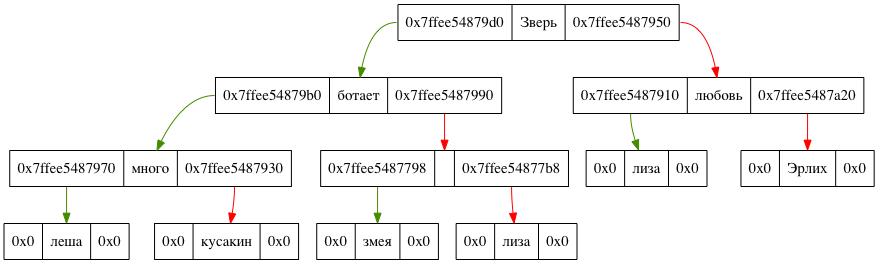 0x7ffee54879d0 Зверь 0x7ffee5487950
0x7ffee54879b0 ботает 0x7ffee5487990 0x7ffee5487910 любовь 0x7ffee5487a20
0x7ffee5487970 много 0x7ffee5487930 0x7ffee5487798 0x7ffee54877b8 0x0 лиза 0x0 0x0 Эрлих 0x0
0x0 леша 0x0 0x0 кусакин 0x0 0x0 змея 0x0 0x0 лиза 0x0